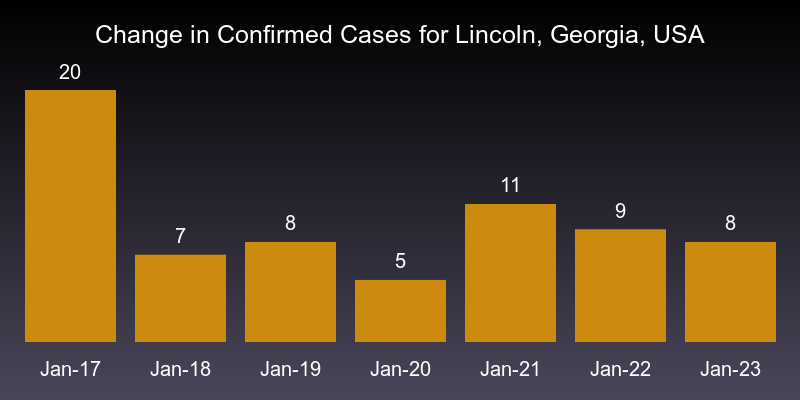 Change in Confirmed Cases for Lincoln, Georgia, USA
20
7
8
5
11
9
8
Jan-17
Jan-18
Jan-19
Jan-20
Jan-21
Jan-22
Jan-23